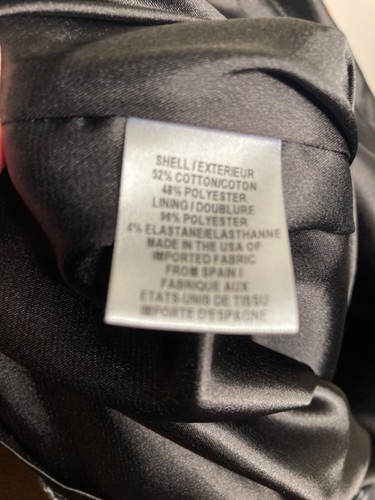 SHELL / EXTERIEUR
52% COTTON/COTON
48% POLYESTER
LINING / DOUBLURE
96% POLYESTER
4% ELASTANE/ELASTHANNE
MADE IN THE USA OF
IMPORTED FABRIC
FROM SPAIN /
FABRIQUE AUX
ETATS-UNIS DE TISSU
IMPORTE D'ESPAGNE